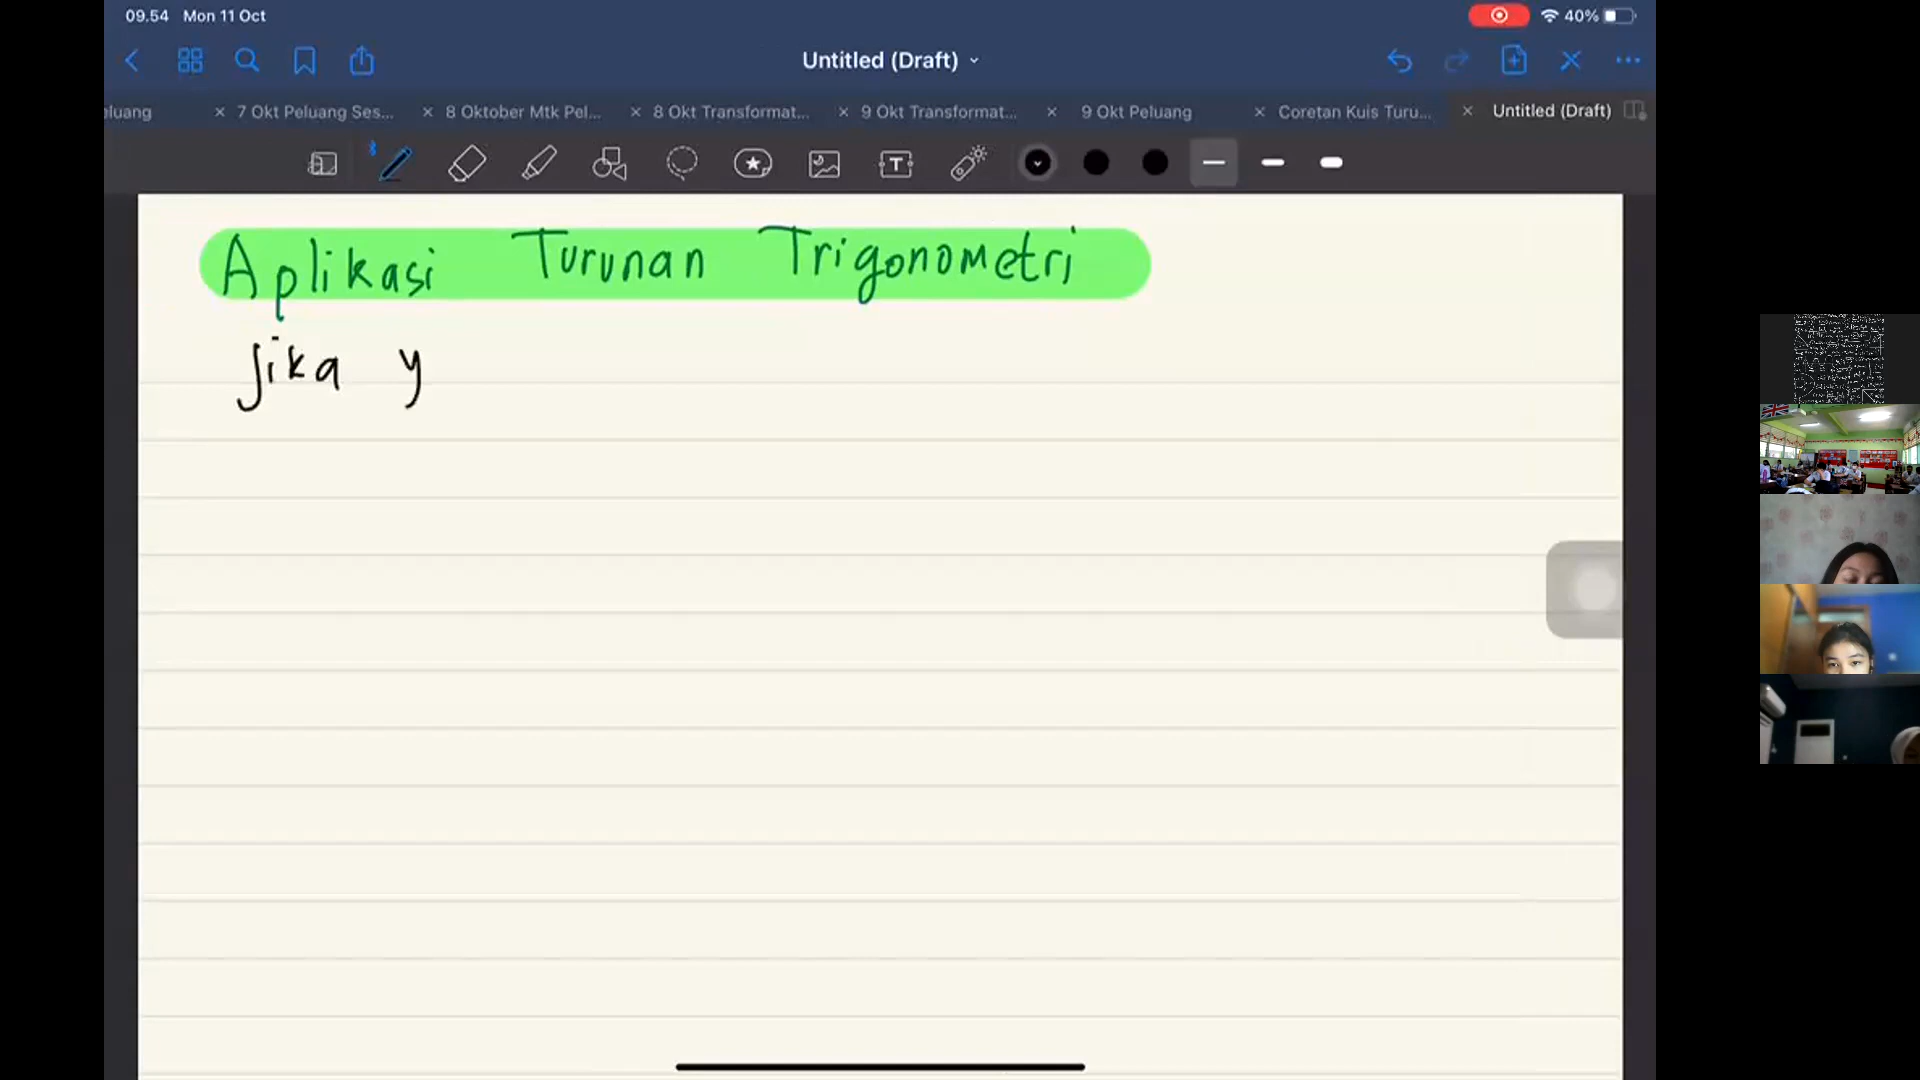 09.54 Mon 11 Oct
40%
Untitled (Draft)
eluang
7 Okt Peluang Ses...
8 Oktober Mtk Pel...
8 Okt Transformat...
9 Okt Transformat...
9 Okt Peluang
Coretan Kuis Turu...
Untitled (Draft)
Aplikasi Turunan Trigonometri
jika y